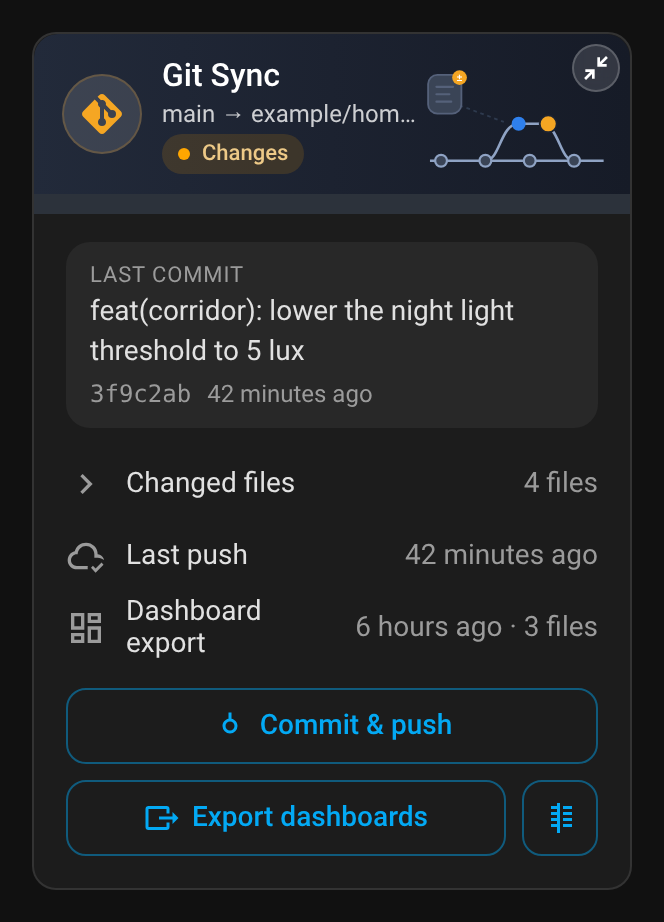 Git Sync
main → example/hom…
Changes
LAST COMMIT
feat(corridor): lower the night light
threshold to 5 lux
3f9c2ab 42 minutes ago
Changed files 4 files
Last push 42 minutes ago
Dashboard
export 6 hours ago · 3 files
Commit & push
Export dashboards